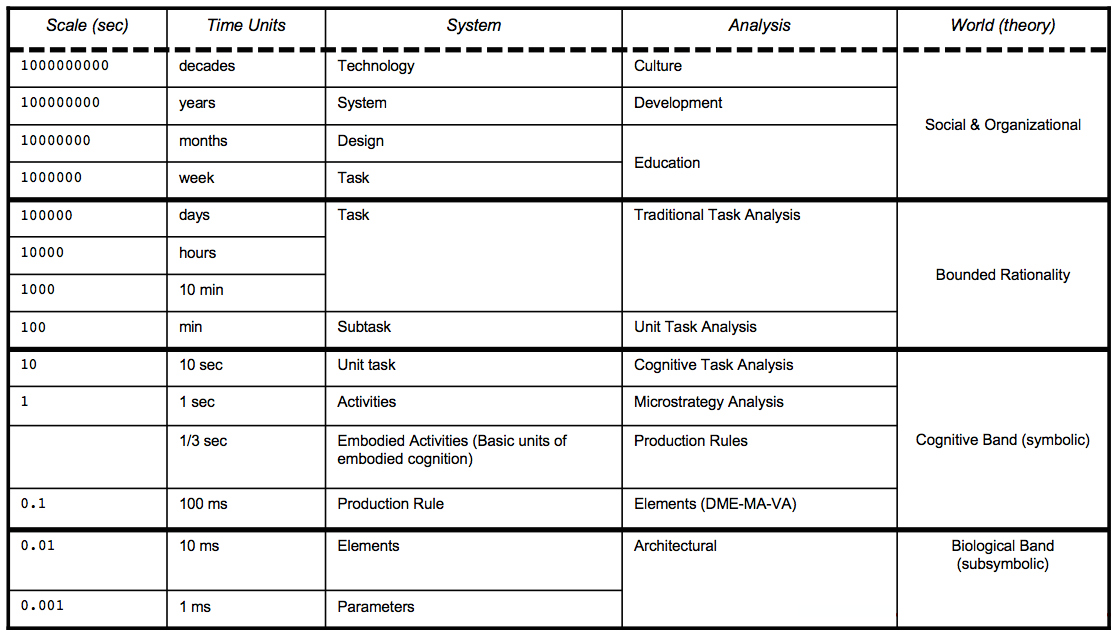 Scale (sec) Time Units System Analysis World (theory)
1000000000 decades Technology Culture
100000000 years System Development
Social & Organizational
10000000 months Design
Education
1000000 week Task
100000 days Task Traditional Task Analysis
10000 hours
Bounded Rationality
1000 10 min
100 min Subtask Unit Task Analysis
10 10 sec Unit task Cognitive Task Analysis
1 1 sec Activities Microstrategy Analysis
1/3 sec Embodied Activities (Basic units of Production Rules Cognitive Band (symbolic)
embodied cognition)
0.1 100 ms Production Rule Elements (DME-MA-VA)
0.01 10 ms Elements Architectural Biological Band
(subsymbolic)
0.001 1 ms Parameters